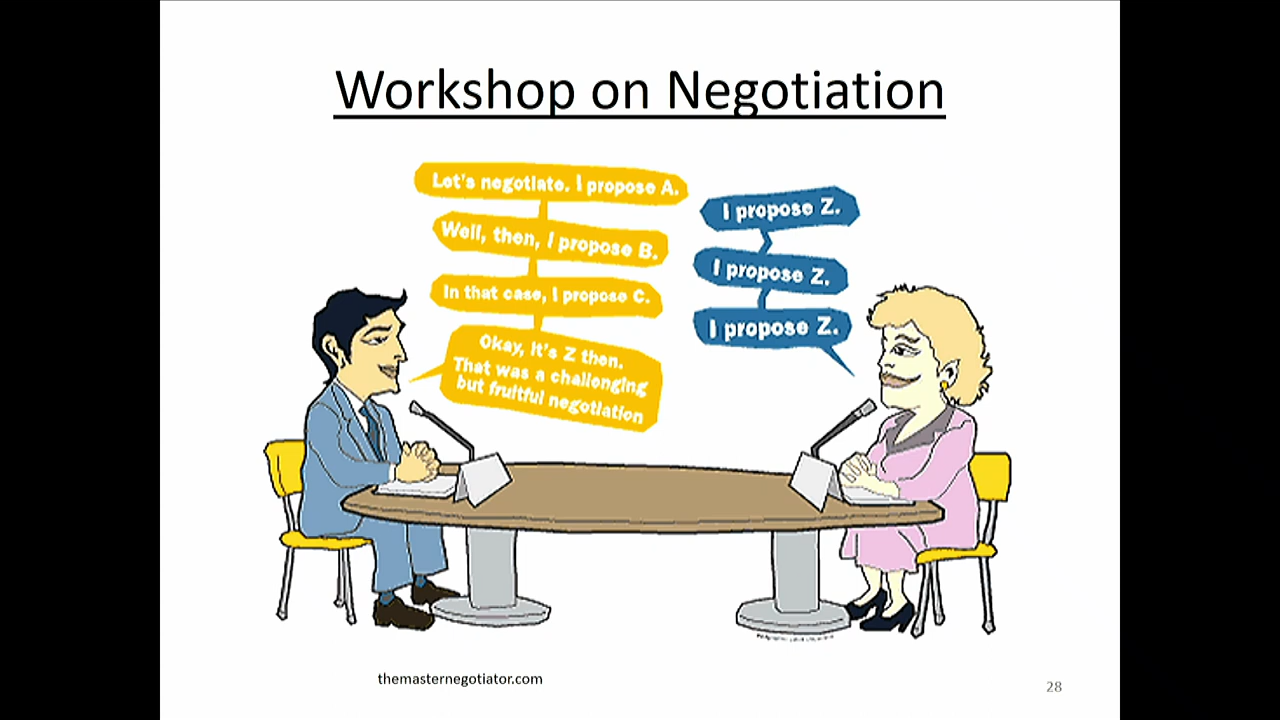 Workshop on Negotiation
Let's negotiate. I propose A.
I propose Z.
Well, then, I propose B.
I propose Z.
In that case, I propose C.
I propose Z.
Okay, it's Z then.
That was a challenging
but fruitful negotiation
themasternegotiator.com
28